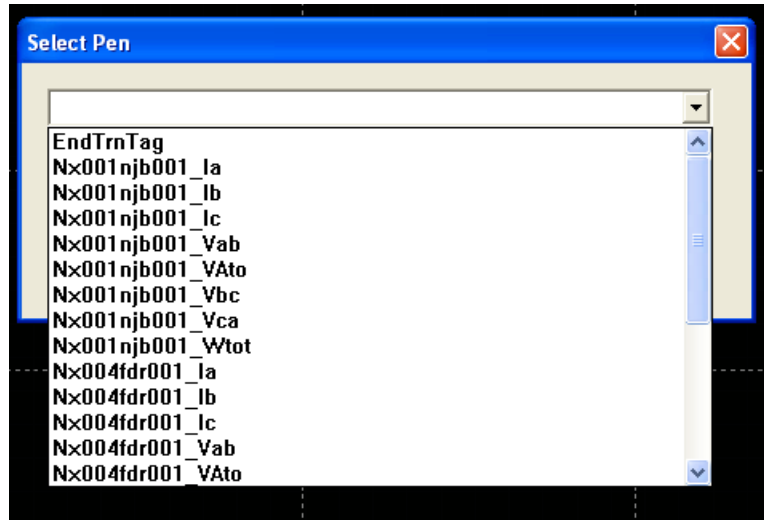 Select Pen
EndTrnTag
Nx001njb001_Ia
Nx001njb001_Ib
Nx001njb001_Ic
Nx001njb001_Vab
Nx001njb001_VAto
Nx001njb001_Vbc
Nx001njb001_Vca
Nx001njb001_Wtot
Nx004fdr001_Ia
Nx004fdr001_Ib
Nx004fdr001_Ic
Nx004fdr001_Vab
Nx004fdr001_VAto